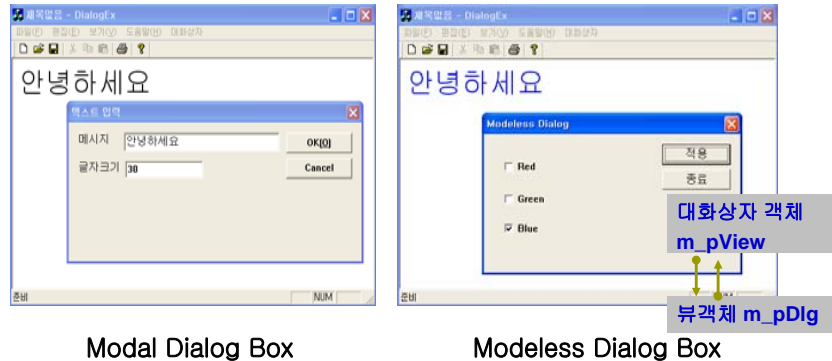 제목없음 - DialogEx
파일(F) 편집(E) 보기(V) 도움말(H) 대화상자
안녕하세요
텍스트 입력
메시지 안녕하세요 OK(O)
글자크기 30 Cancel
준비 NUM
Modal Dialog Box
제목없음 - DialogEx
파일(F) 편집(E) 보기(V) 도움말(H) 대화상자
안녕하세요
Modeless Dialog
적용
Red
종료
Green
Blue
대화상자 객체
m_pView
준비
뷰객체 m_pDlg
Modeless Dialog Box